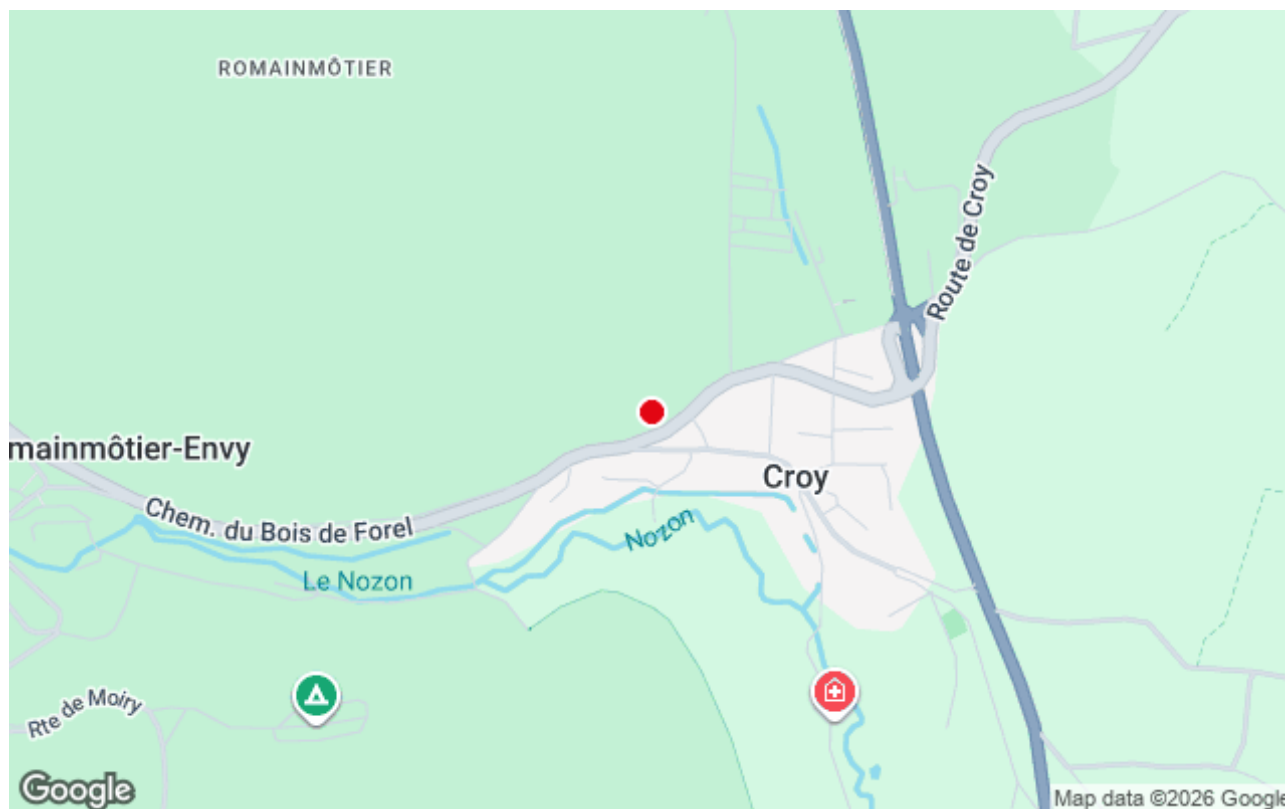 ROMAINMÔTIER
Route de Croy
mainmôtier-Envy
Croy
Chem. du Bois de Forel
Nozon
Le Nozon
Rte de Moiry
Google
Map data ©2026 Google